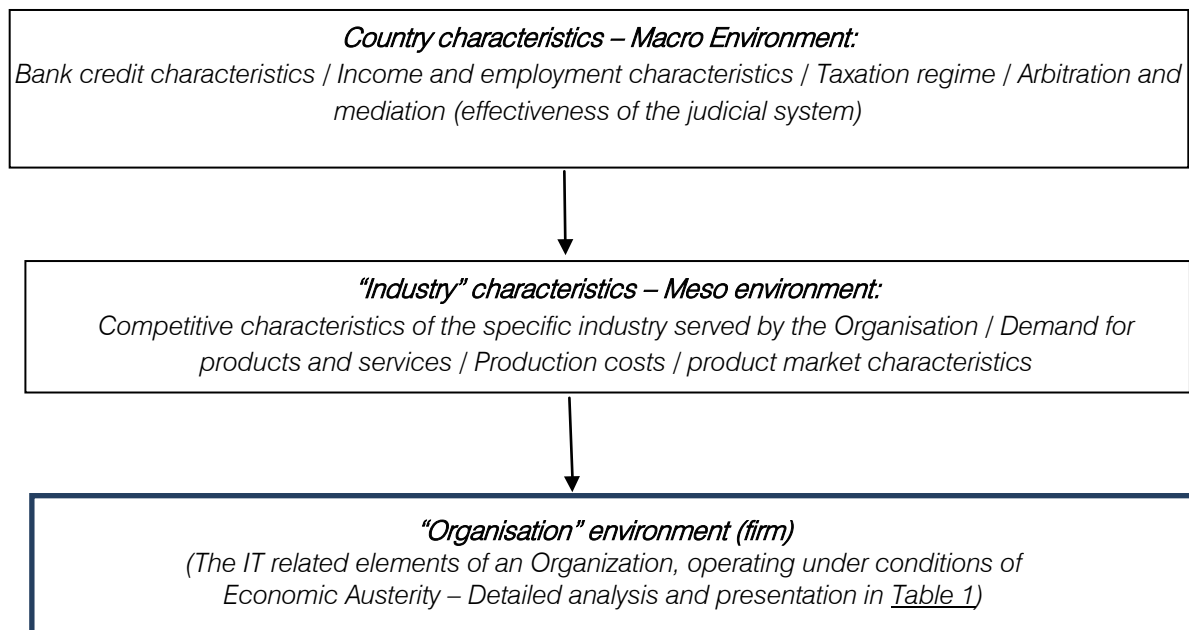 Country characteristics – Macro Environment:
Bank credit characteristics / Income and employment characteristics / Taxation regime / Arbitration and
mediation (effectiveness of the judicial system)
“Industry” characteristics – Meso environment:
Competitive characteristics of the specific industry served by the Organisation / Demand for
products and services / Production costs / product market characteristics
“Organisation” environment (firm)
(The IT related elements of an Organization, operating under conditions of
Economic Austerity – Detailed analysis and presentation in Table 1)